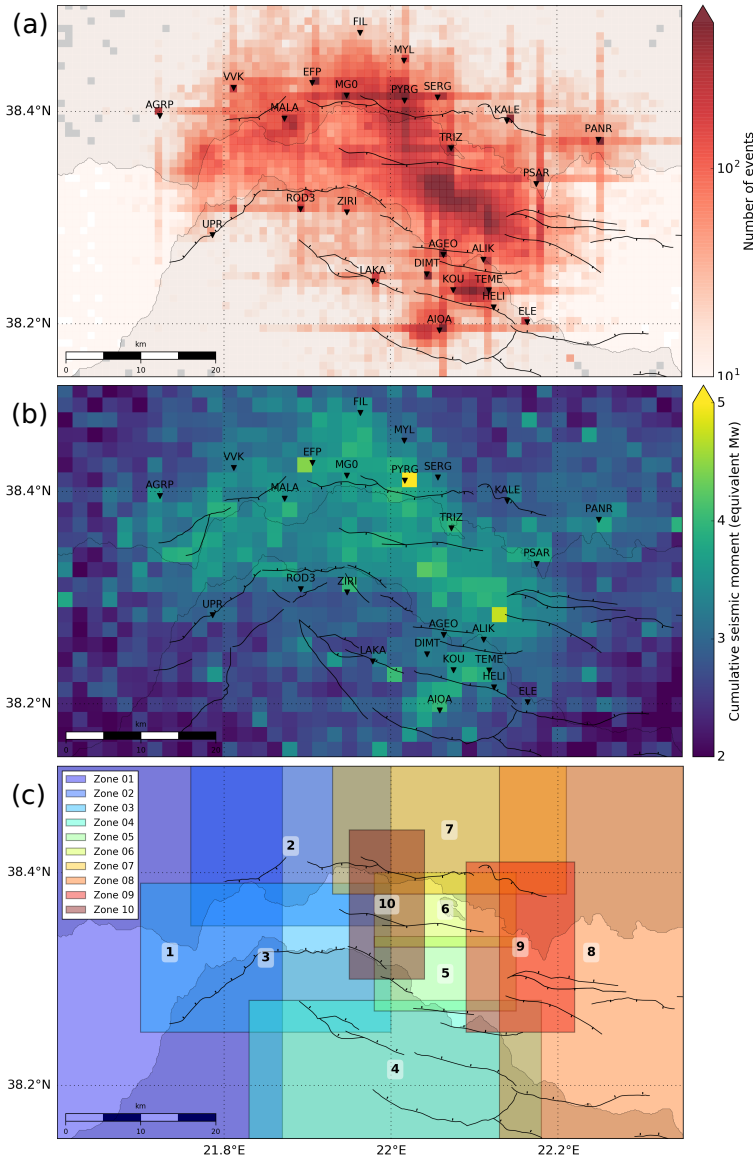 (a)
FIL
MYL
VVK
EFP
MG0
PYRG
SERG
AGRP
MALA
KALE
TRIZ
PANR
PSAR
ROD3
ZIRI
UPR
AGEO
ALIK
LAKA
DIMT
KOU
TEME
HELI
AIOA
ELE
38.4°N
38.2°N
km
0 10 20
10²
10¹
Number of events
(b)
FIL
MYL
VVK
EFP
MG0
PYRG
SERG
AGRP
MALA
KALE
TRIZ
PANR
PSAR
ROD3
ZIRI
UPR
AGEO
ALIK
LAKA
DIMT
KOU
TEME
HELI
AIOA
ELE
38.4°N
38.2°N
km
0 10 20
5
4
3
2
Cumulative seismic moment (equivalent Mw)
(c)
Zone 01
Zone 02
Zone 03
Zone 04
Zone 05
Zone 06
Zone 07
Zone 08
Zone 09
Zone 10
7
2
10
6
1
3
9
8
5
4
38.4°N
38.2°N
km
0 10 20
21.8°E 22°E 22.2°E